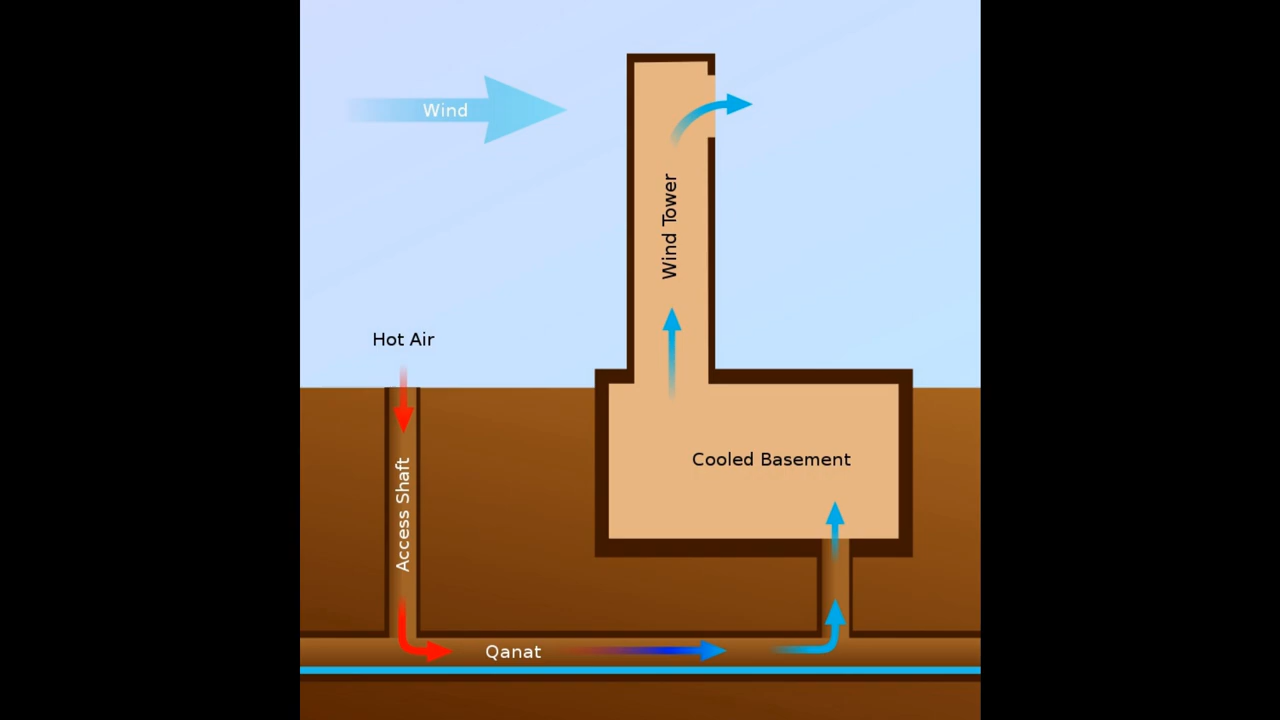 Wind
Wind Tower
Hot Air
Access Shaft
Cooled Basement
Qanat